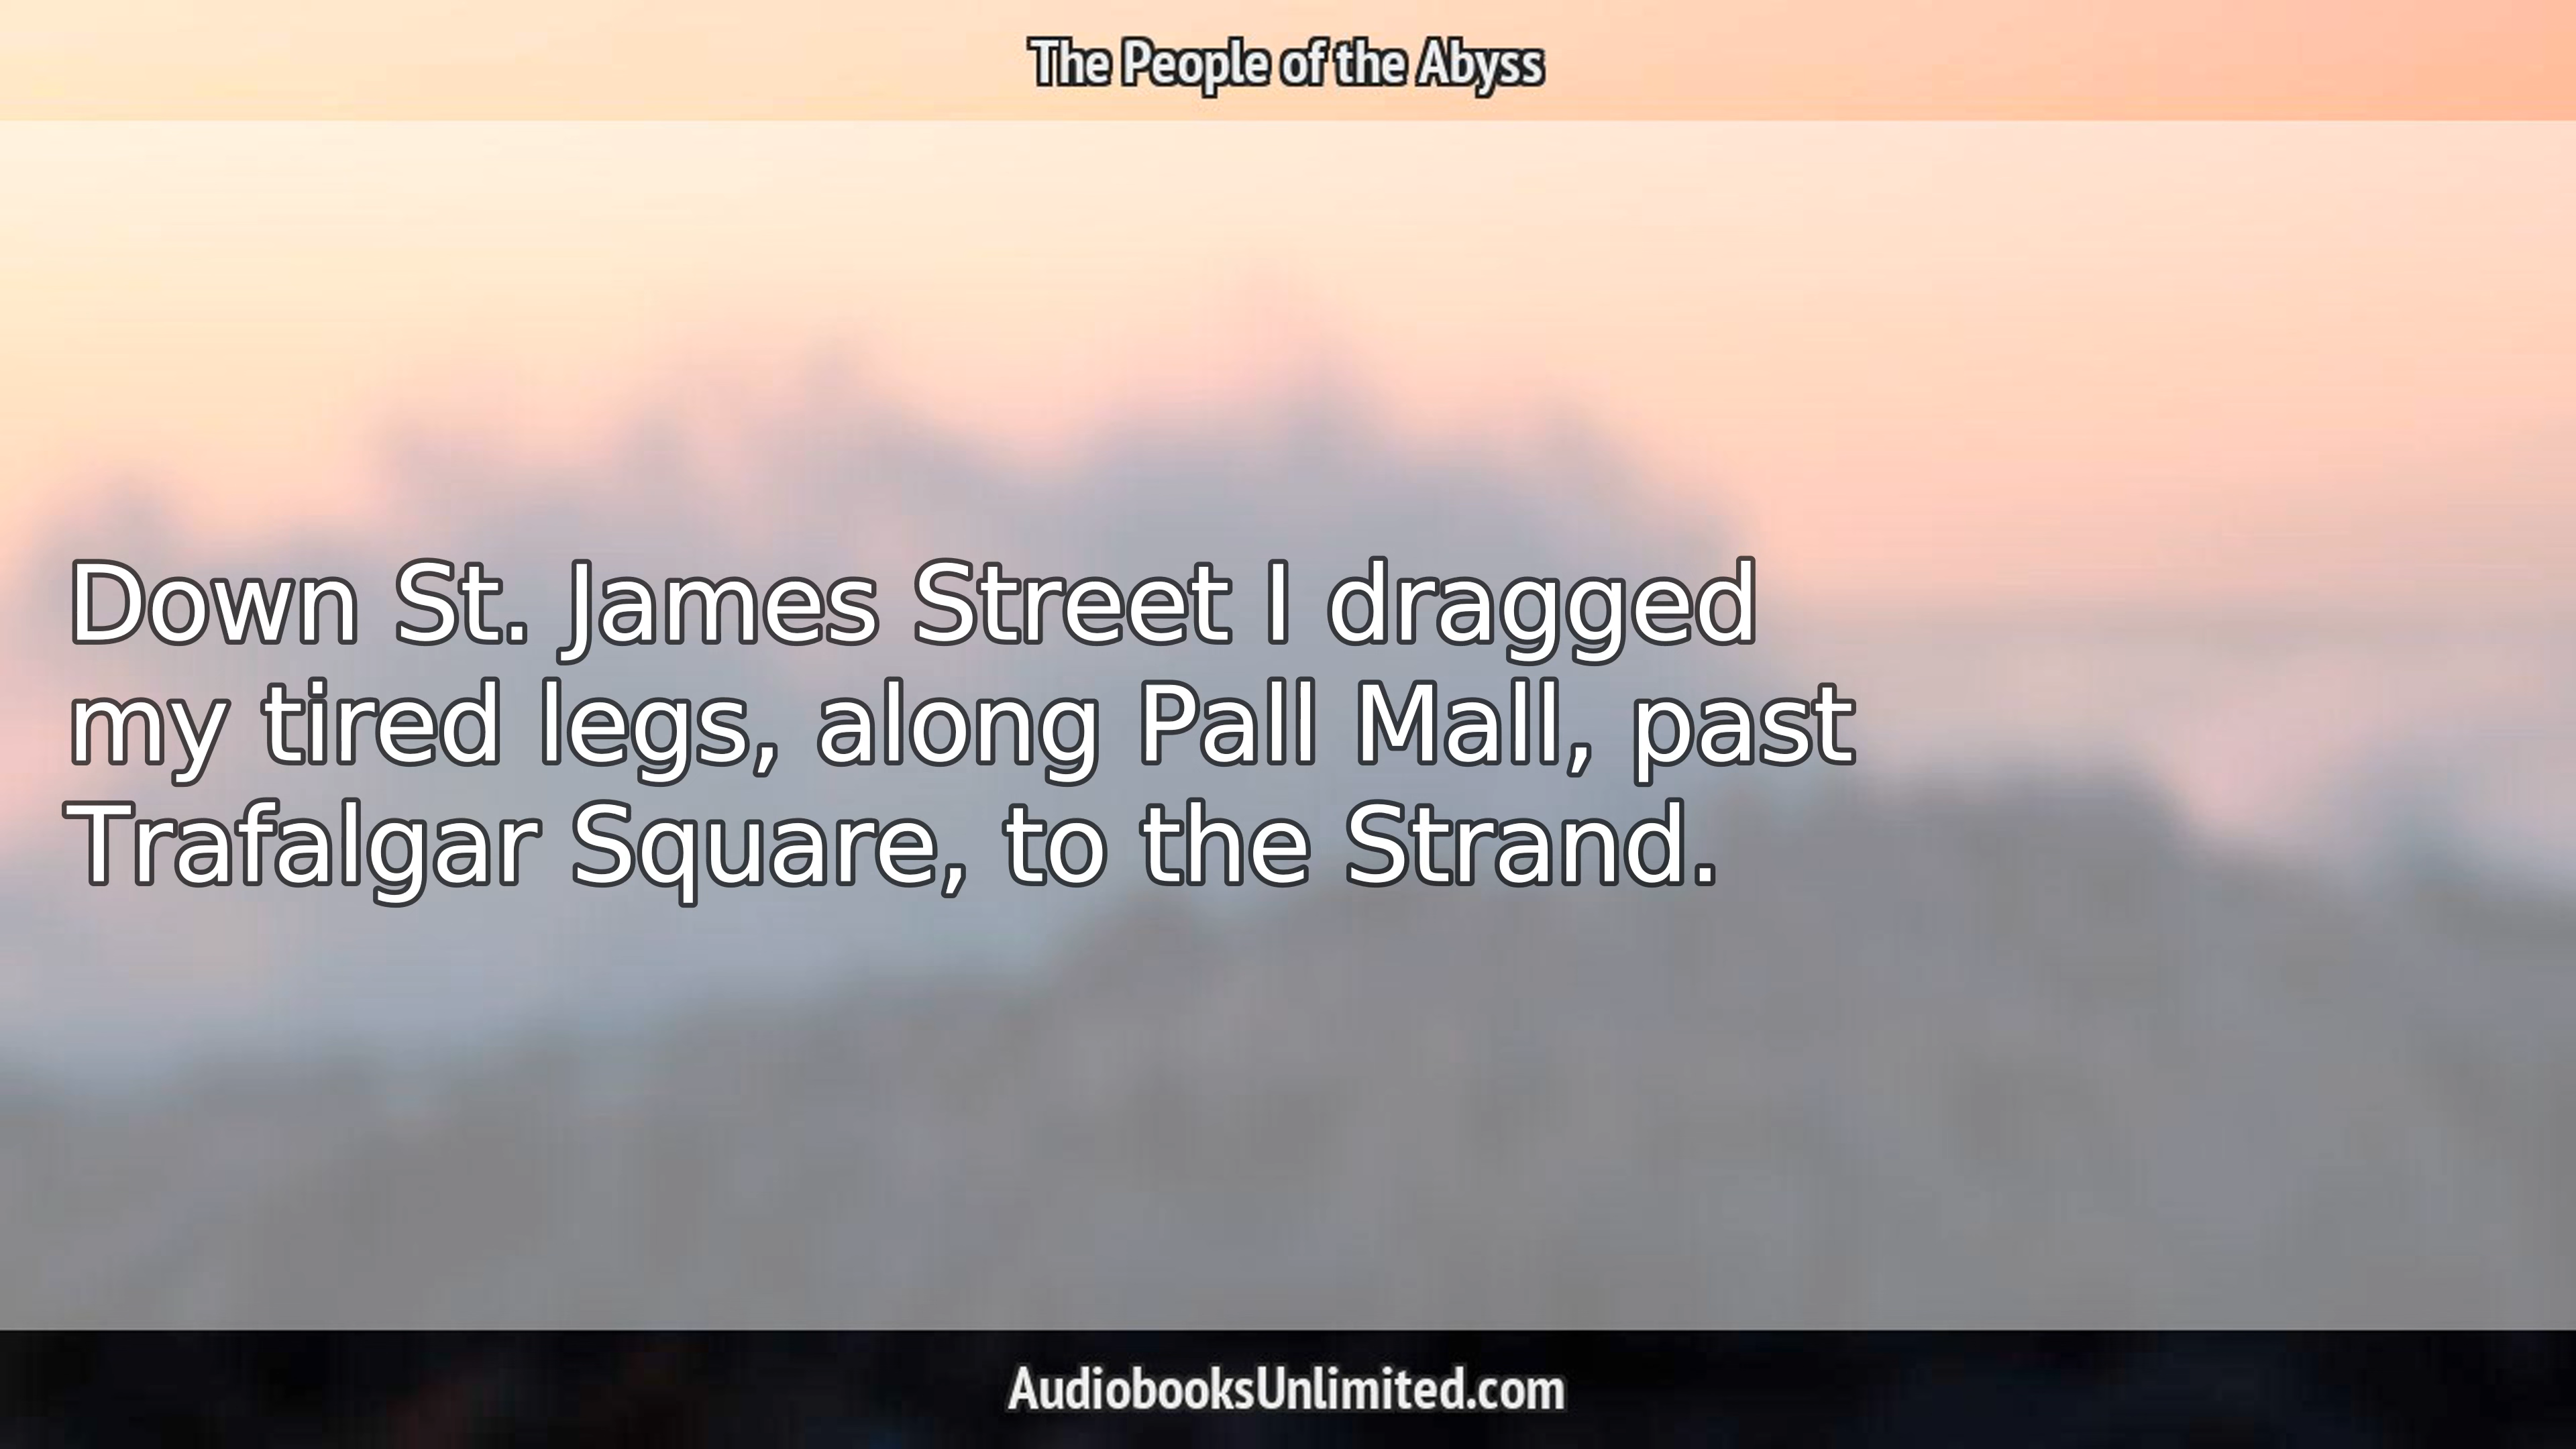 The People of the Abyss
Down St. James Street I dragged
my tired legs, along Pall Mall, past
Trafalgar Square, to the Strand.
AudiobooksUnlimited.com